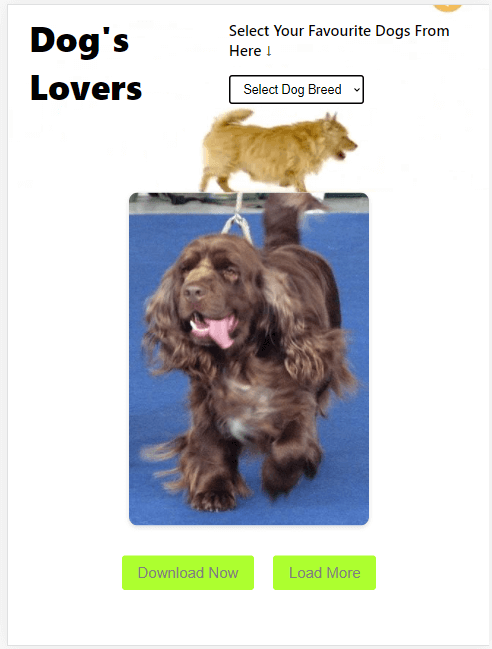 Dog's
Lovers
Select Your Favourite Dogs From
Here ↓
Select Dog Breed
Download Now
Load More